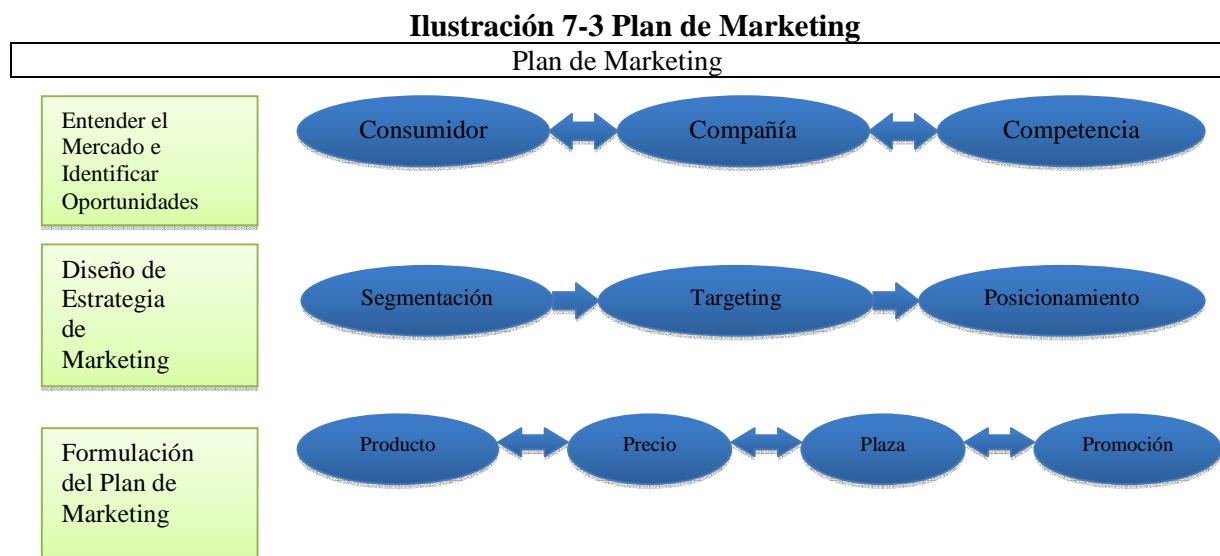 Ilustración 7-3 Plan de Marketing
Plan de Marketing
Entender el
Mercado e
Identificar
Oportunidades
Consumidor
Compañía
Competencia
Diseño de
Estrategia
de
Marketing
Segmentación
Targeting
Posicionamiento
Formulación
del Plan de
Marketing
Producto
Precio
Plaza
Promoción